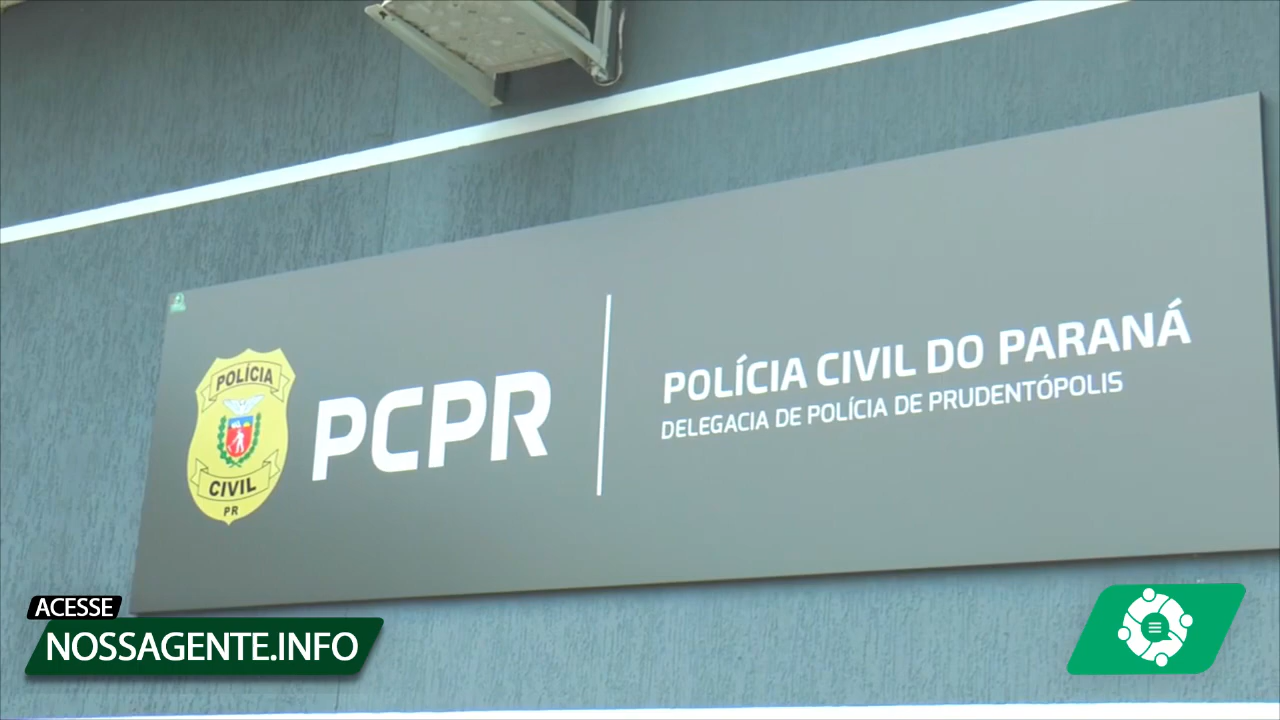 POLÍCIA
CIVIL
PR
PCPR
POLÍCIA CIVIL DO PARANÁ
DELEGACIA DE POLÍCIA DE PRUDENTÓPOLIS
ACESSE
NOSSAGENTE.INFO